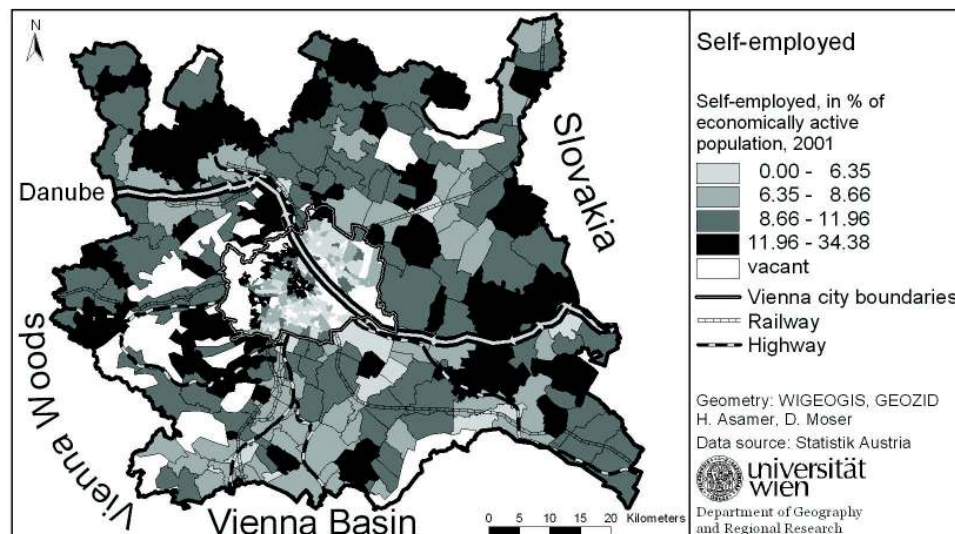 N
Danube
Slovakia
Vienna Woods
Vienna Basin
0 5 10 15 20 Kilometers
Self-employed
Self-employed, in % of
economically active
population, 2001
0.00 - 6.35
6.35 - 8.66
8.66 - 11.96
11.96 - 34.38
vacant
Vienna city boundaries
Railway
Highway
Geometry: WIGEOGIS, GEOZID
H. Asamer, D. Moser
Data source: Statistik Austria
universität
wien
Department of Geography
and Regional Research